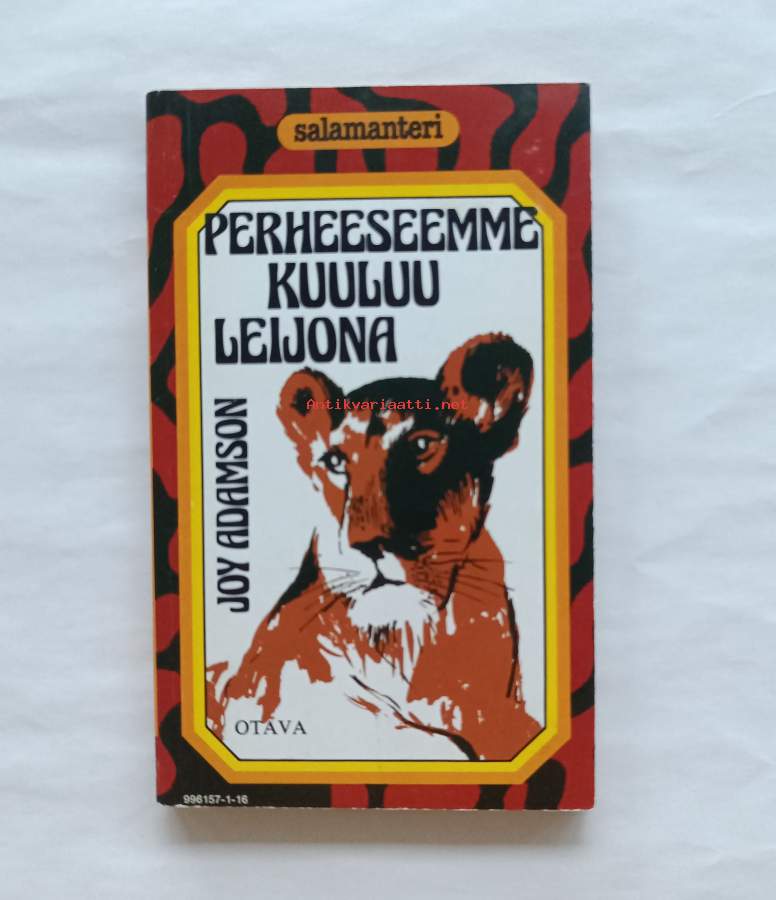 salamanteri
PERHEESEEMME
KUULUU
LEIJONA
Antikvariaatti.net
JOY ADAMSON
OTAVA
996157-1-16